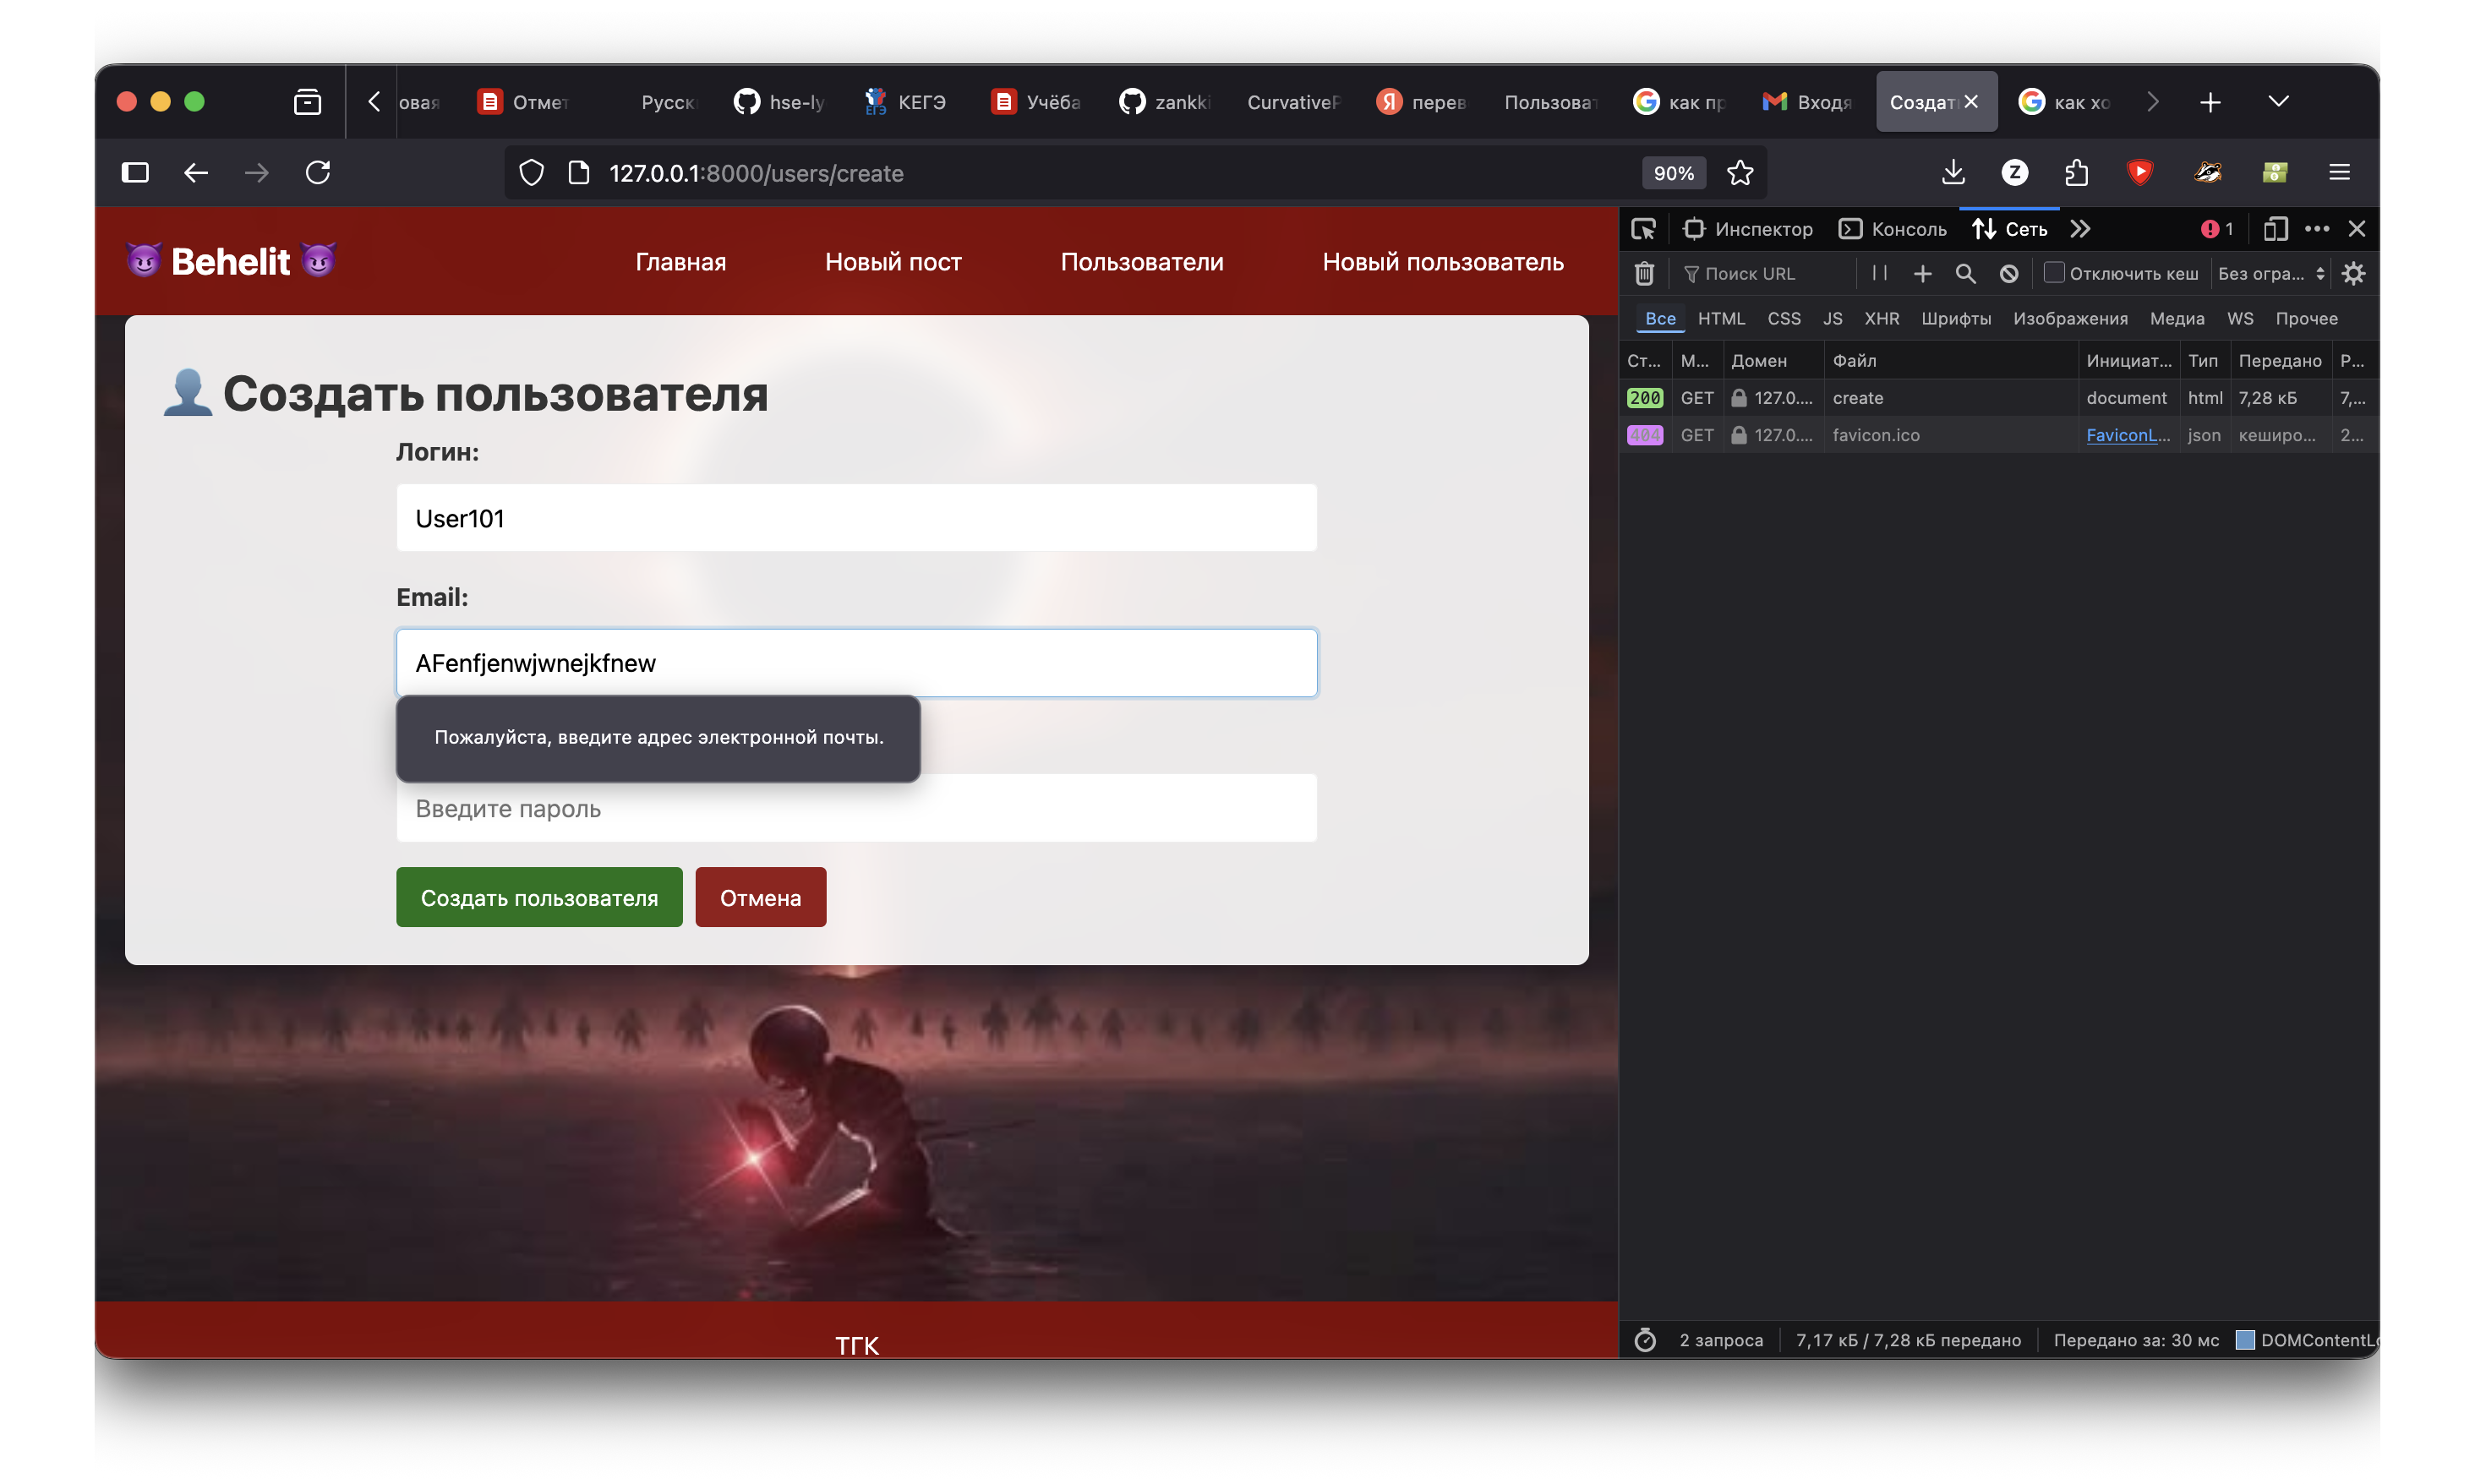 овая
Отмет
Русск
hse-ly
ЕГЭ
КЕГЭ
Учёба
zankki
CurvativeP
Я
перев
Пользоват
как пр
Входя
Создат
как хо
127.0.0.1:8000/users/create
90%
Z
😈 Behelit 😈
Главная
Новый пост
Пользователи
Новый пользователь
👤 Создать пользователя
Логин:
User101
Email:
AFenfjenwjwnejkfnew
Пожалуйста, введите адрес электронной почты.
Введите пароль
Создать пользователя
Отмена
ТГК
Инспектор
Консоль
Сеть
1
Поиск URL
Отключить кеш
Без огра...
Все HTML CSS JS XHR Шрифты Изображения Медиа WS Прочее
Ст... М... Домен Файл Инициат... Тип Передано Р...
200 GET 127.0.... create document html 7,28 кБ 7,...
404 GET 127.0.... favicon.ico FaviconL... json кеширо... 2...
2 запроса 7,17 кБ / 7,28 кБ передано Передано за: 30 мс DOMContentLo